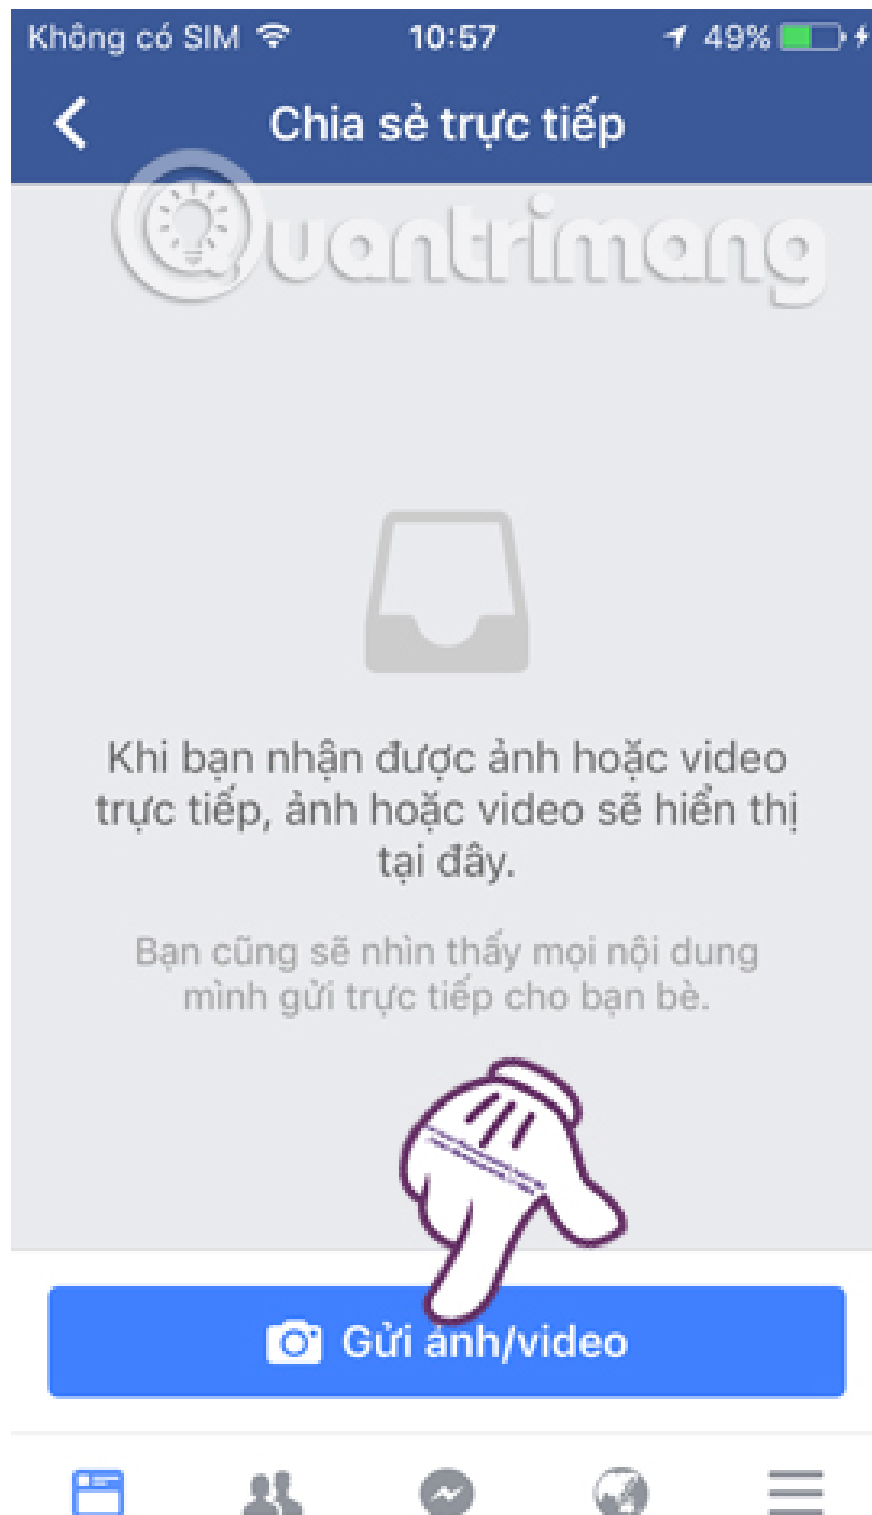 Không có SIM 10:57 49%
Chia sẻ trực tiếp
Quantrimang
Khi bạn nhận được ảnh hoặc video
trực tiếp, ảnh hoặc video sẽ hiển thị
tại đây.
Bạn cũng sẽ nhìn thấy mọi nội dung
mình gửi trực tiếp cho bạn bè.
Gửi ảnh/video